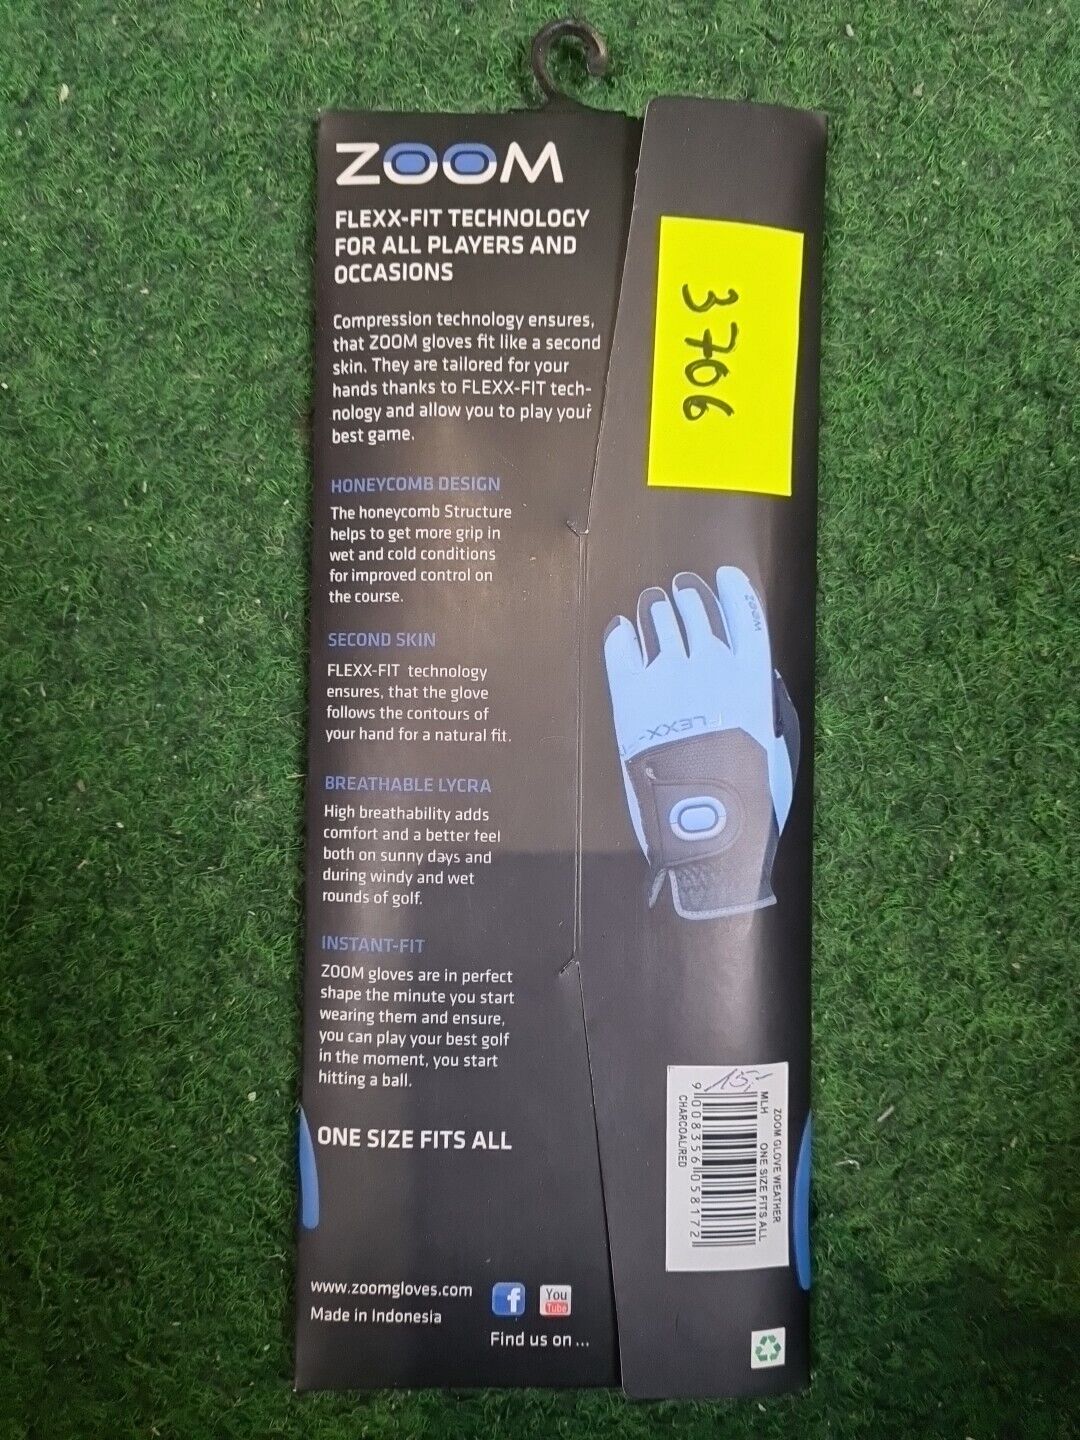 ZOOM
FLEXX-FIT TECHNOLOGY
FOR ALL PLAYERS AND
OCCASIONS
Compression technology ensures,
that ZOOM gloves fit like a second
skin. They are tailored for your
hands thanks to FLEXX-FIT tech-
nology and allow you to play your
best game.
HONEYCOMB DESIGN
The honeycomb Structure
helps to get more grip in
wet and cold conditions
for improved control on
the course.
SECOND SKIN
FLEXX-FIT technology
ensures, that the glove
follows the contours of
your hand for a natural fit.
BREATHABLE LYCRA
High breathability adds
comfort and a better feel
both on sunny days and
during windy and wet
rounds of golf.
INSTANT-FIT
ZOOM gloves are in perfect
shape the minute you start
wearing them and ensure,
you can play your best golf
in the moment, you start
hitting a ball.
ONE SIZE FITS ALL
www.zoomgloves.com
Made in Indonesia
f
You
Tube
Find us on ...
3706
FLEXX-F
ZOOM GLOVE WEATHER
MLH ONE SIZE FITS ALL
15,-
9008356058172
CHARCOAL/RED